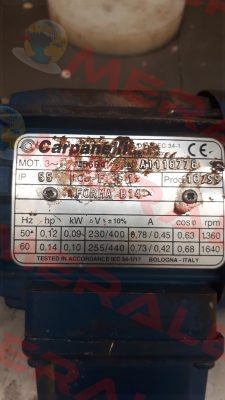 Carpanelli IEC 34-1
CE
MOT. 3~ A1116776
IP 55
FORMA B14
Hz hp kW ΔV±10% A cosφ rpm
50* 0,12 0,09 230/400 0,78 / 0,45 0,63 1360
60 0,14 0,10 255/440 0,73 / 0,42 0,68 1640
TESTED IN ACCORDANCE IEC 34-1/17 BOLOGNA - ITALY